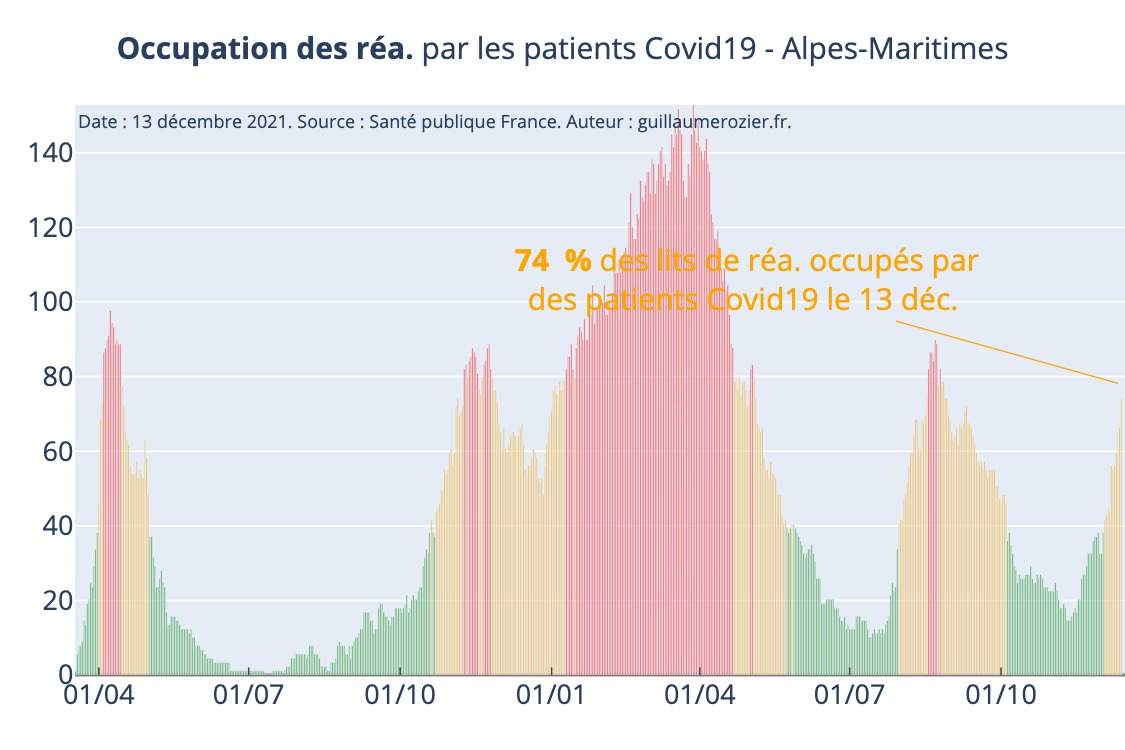 Occupation des réa. par les patients Covid19 - Alpes-Maritimes
Date : 13 décembre 2021. Source : Santé publique France. Auteur : guillaumerozier.fr.
140
120
74 % des lits de réa. occupés par
des patients Covid19 le 13 déc.
100
80
60
40
20
0
01/04 01/07 01/10 01/01 01/04 01/07 01/10